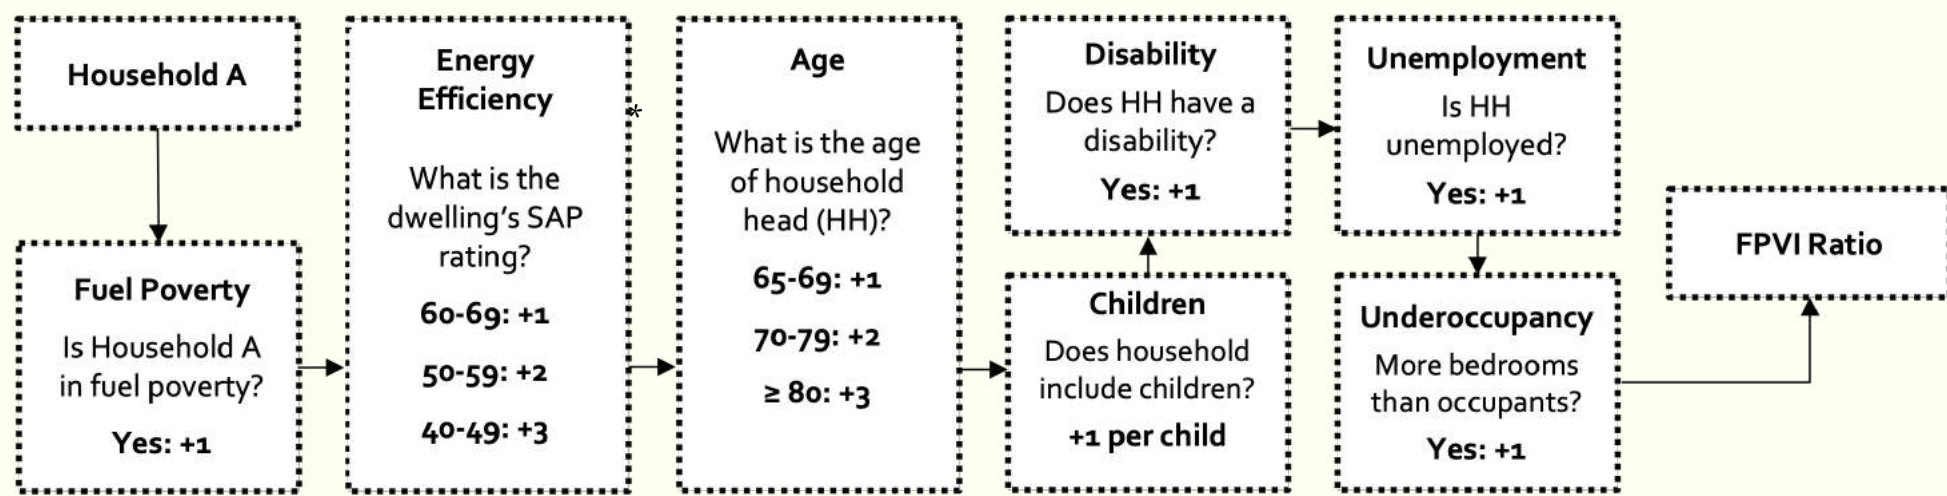 Household A
Fuel Poverty
Is Household A
in fuel poverty?
Yes: +1
Energy
Efficiency
*
What is the
dwelling's SAP
rating?
60-69: +1
50-59: +2
40-49: +3
Age
What is the age
of household
head (HH)?
65-69: +1
70-79: +2
≥ 80: +3
Children
Does household
include children?
+1 per child
Disability
Does HH have a
disability?
Yes: +1
Unemployment
Is HH
unemployed?
Yes: +1
Underoccupancy
More bedrooms
than occupants?
Yes: +1
FPVI Ratio